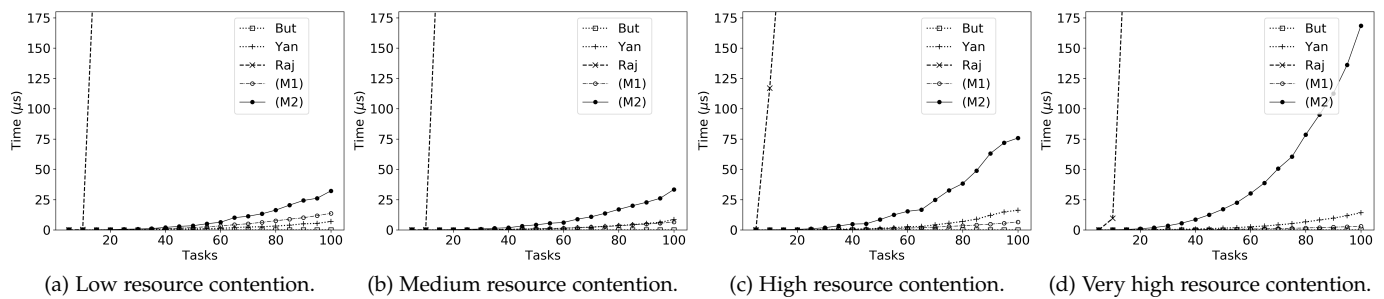 175
150
125
100
75
50
25
0
Time (μs)
20 40 60 80 100
Tasks
But
Yan
Raj
(M1)
(M2)
(a) Low resource contention.
175
150
125
100
75
50
25
0
Time (μs)
20 40 60 80 100
Tasks
But
Yan
Raj
(M1)
(M2)
(b) Medium resource contention.
175
150
125
100
75
50
25
0
Time (μs)
20 40 60 80 100
Tasks
But
Yan
Raj
(M1)
(M2)
(c) High resource contention.
175
150
125
100
75
50
25
0
Time (μs)
20 40 60 80 100
Tasks
But
Yan
Raj
(M1)
(M2)
(d) Very high resource contention.